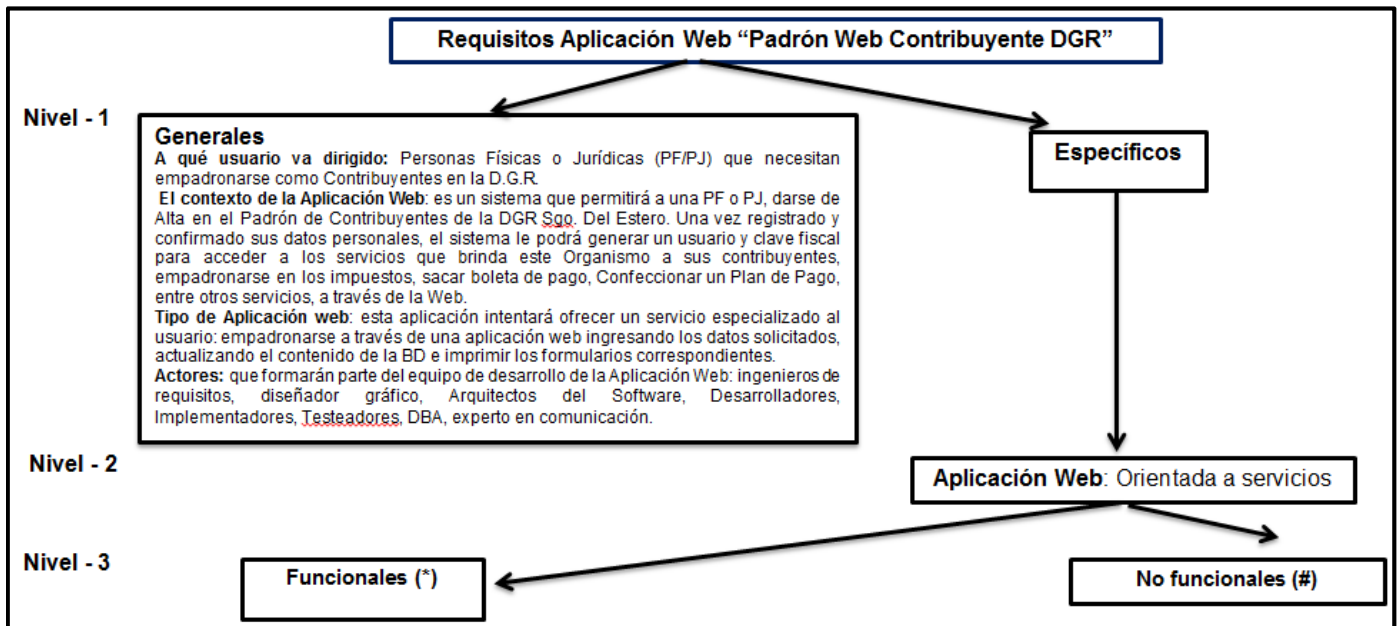 Requisitos Aplicación Web “Padrón Web Contribuyente DGR”
Nivel - 1
Generales
A qué usuario va dirigido: Personas Físicas o Jurídicas (PF/PJ) que necesitan
empadronarse como Contribuyentes en la D.G.R.
El contexto de la Aplicación Web: es un sistema que permitirá a una PF o PJ, darse de
Alta en el Padrón de Contribuyentes de la DGR Sgo. Del Estero. Una vez registrado y
confirmado sus datos personales, el sistema le podrá generar un usuario y clave fiscal
para acceder a los servicios que brinda este Organismo a sus contribuyentes,
empadronarse en los impuestos, sacar boleta de pago, Confeccionar un Plan de Pago,
entre otros servicios, a través de la Web.
Tipo de Aplicación web: esta aplicación intentará ofrecer un servicio especializado al
usuario: empadronarse a través de una aplicación web ingresando los datos solicitados,
actualizando el contenido de la BD e imprimir los formularios correspondientes.
Actores: que formarán parte del equipo de desarrollo de la Aplicación Web: ingenieros de
requisitos, diseñador gráfico, Arquitectos del Software, Desarrolladores,
Implementadores, Testeadores, DBA, experto en comunicación.
Específicos
Nivel - 2
Aplicación Web: Orientada a servicios
Nivel - 3
Funcionales (*)
No funcionales (#)